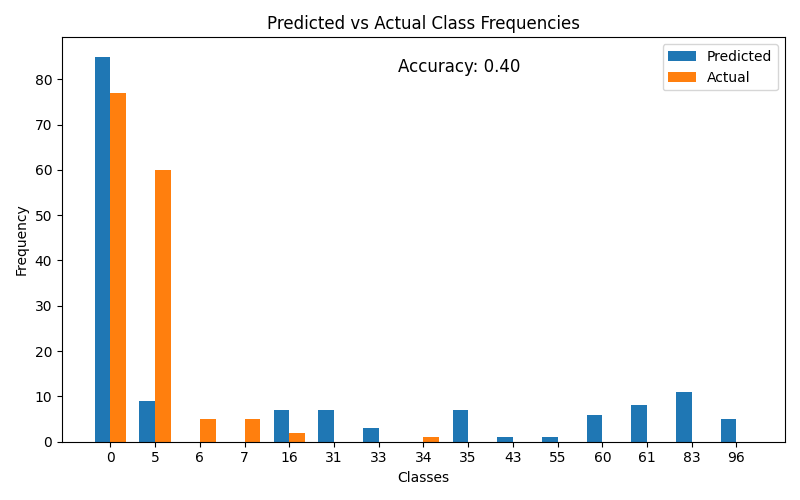 Predicted vs Actual Class Frequencies
Accuracy: 0.40
Predicted
Actual
Frequency
80
70
60
50
40
30
20
10
0
0 5 6 7 16 31 33 34 35 43 55 60 61 83 96
Classes